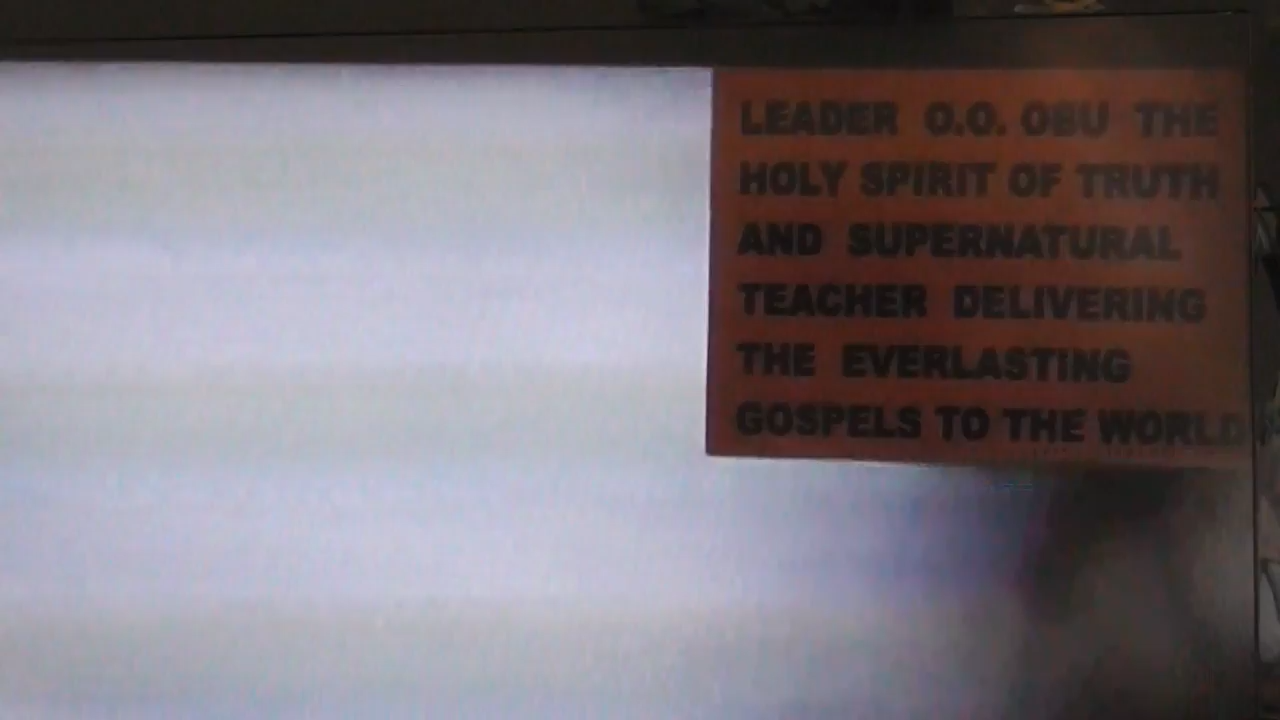 LEADER O.O. OBU THE
HOLY SPIRIT OF TRUTH
AND SUPERNATURAL
TEACHER DELIVERING
THE EVERLASTING
GOSPELS TO THE WORLD